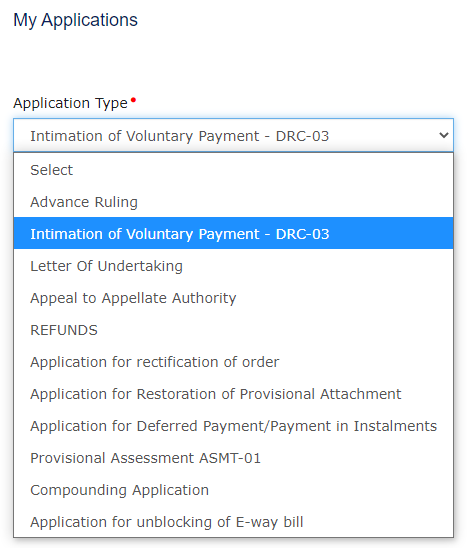 My Applications
Application Type•
Intimation of Voluntary Payment - DRC-03
Select
Advance Ruling
Intimation of Voluntary Payment - DRC-03
Letter Of Undertaking
Appeal to Appellate Authority
REFUNDS
Application for rectification of order
Application for Restoration of Provisional Attachment
Application for Deferred Payment/Payment in Instalments
Provisional Assessment ASMT-01
Compounding Application
Application for unblocking of E-way bill